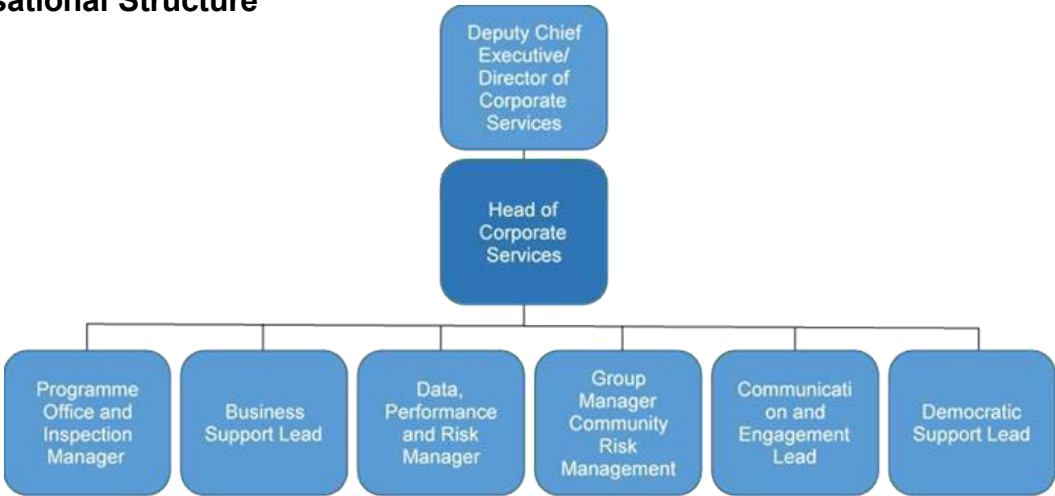 sational Structure
Deputy Chief
Executive/
Director of
Corporate
Services
Head of
Corporate
Services
Programme
Office and
Inspection
Manager
Business
Support Lead
Data,
Performance
and Risk
Manager
Group
Manager
Community
Risk
Management
Communicati
on and
Engagement
Lead
Democratic
Support Lead